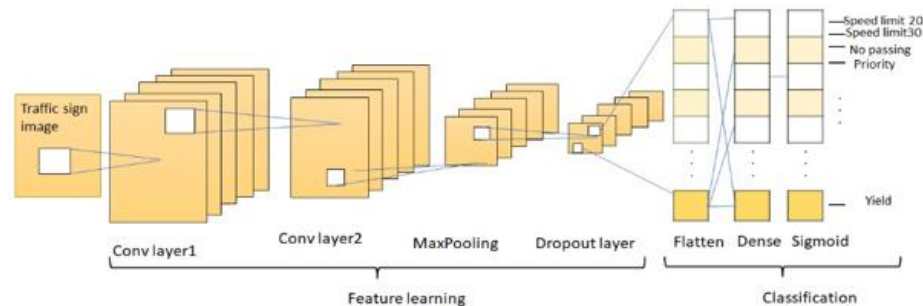 Traffic sign
image
Conv layer1
Conv layer2
MaxPooling
Dropout layer
Flatten
Dense
Sigmoid
Speed limit 20
Speed limit30
No passing
Priority
Yield
Feature learning
Classification